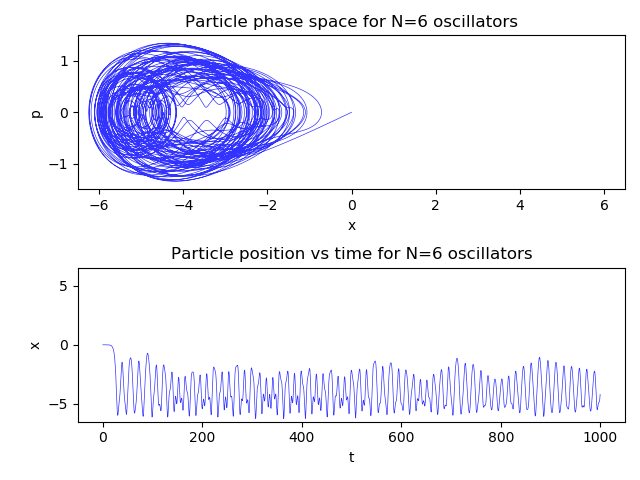 Particle phase space for N=6 oscillators
1
0
−1
p
−6 −4 −2 0 2 4 6
x
Particle position vs time for N=6 oscillators
5
0
−5
x
0 200 400 600 800 1000
t